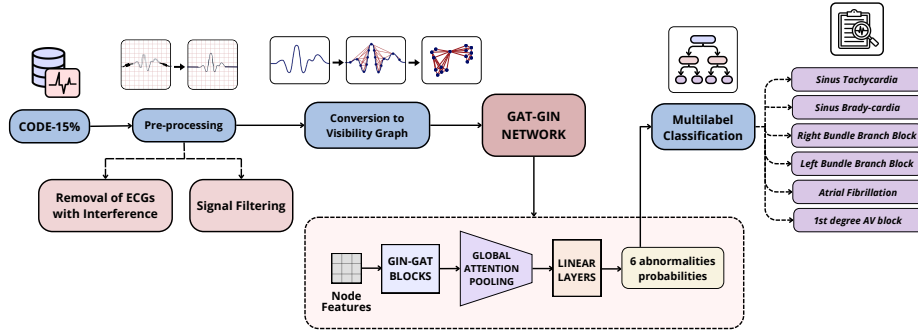 CODE-15%
Pre-processing
Conversion to
Visibility Graph
GAT-GIN
NETWORK
Multilabel
Classification
Removal of ECGs
with Interference
Signal Filtering
Sinus Tachycardia
Sinus Brady-cardia
Right Bundle Branch Block
Left Bundle Branch Block
Atrial Fibrillation
1st degree AV block
Node
Features
GIN-GAT
BLOCKS
GLOBAL
ATTENTION
POOLING
LINEAR
LAYERS
6 abnormalities
probabilities